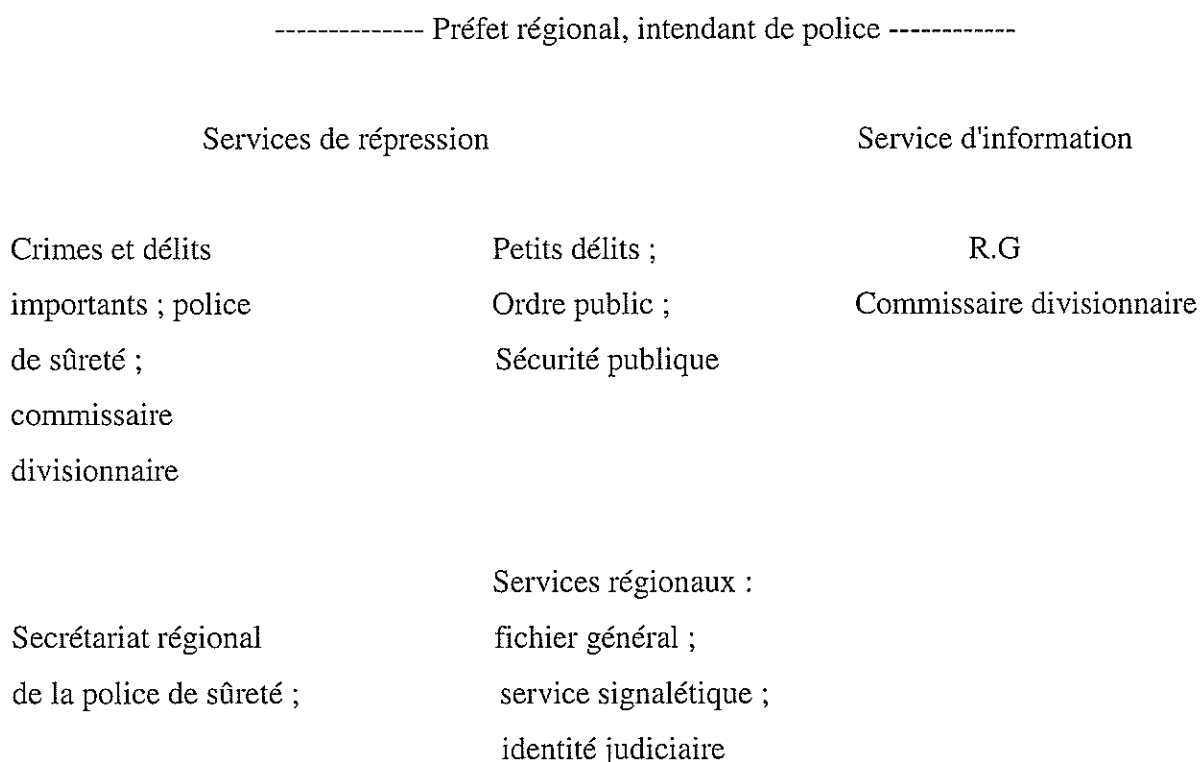 -------------- Préfet régional, intendant de police ------------
Services de répression
Service d'information
Crimes et délits
importants ; police
de sûreté ;
commissaire
divisionnaire
Petits délits ;
Ordre public ;
Sécurité publique
R.G
Commissaire divisionnaire
Secrétariat régional
de la police de sûreté ;
Services régionaux :
fichier général ;
service signalétique ;
identité judiciaire